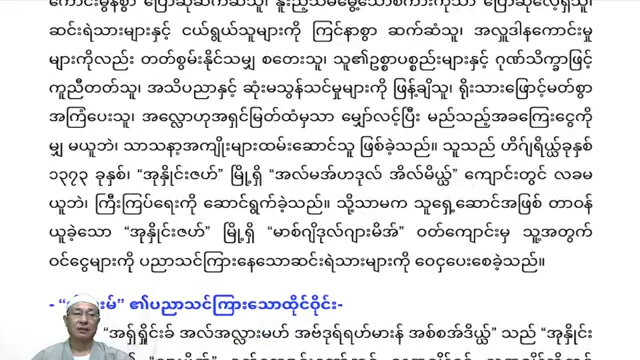 ကောင်းမွန်စွာ ပြောဆိုဆက်ဆံသူ၊ နူးညံ့သိမ်မွေ့သောစကားကိုသာ ပြောဆိုလေ့ရှိသူ၊
ဆင်းရဲသားများနှင့် ငယ်ရွယ်သူများကို ကြင်နာစွာ ဆက်ဆံသူ၊ အလှူဒါနကောင်းမှု
များကိုလည်း တတ်စွမ်းနိုင်သမျှ စတေးသူ၊ သူ၏ဥစ္စာပစ္စည်းများနှင့် ဂုဏ်သိက္ခာဖြင့်
ကူညီတတ်သူ၊ အသိပညာနှင့် ဆုံးမသွန်သင်မှုများကို ဖြန့်ချိသူ၊ ရိုးသားဖြောင့်မတ်စွာ
အကြံပေးသူ၊ အလ္လောဟုအရှင်မြတ်ထံမှသာ မျှော်လင့်ပြီး မည်သည့်အခကြေးငွေကို
မျှ မယူဘဲ၊ သာသနာ့အကျိုးများထမ်းဆောင်သူ ဖြစ်ခဲ့သည်။ သူသည် ဟိဂျ်ရိယ္ယ်ခုနှစ်
၁၃၇၃ ခုနှစ်၊ “အုနိုင်းဇဟ်” မြို့ရှိ “အလ်မအ်ဟဒုလ် အိလ်မိယ္ယ်” ကျောင်းတွင် လခမ
ယူဘဲ၊ ကြီးကြပ်ရေးကို ဆောင်ရွက်ခဲ့သည်။ သို့သာမက သူရှေ့ဆောင်အဖြစ် တာဝန်
ယူခဲ့သော “အုနိုင်းဇဟ်” မြို့ရှိ “မာစ်ဂျိဒုလ်ဂျားမိအ်” ဝတ်ကျောင်းမှ သူ့အတွက်
ဝင်ငွေများကို ပညာသင်ကြားနေသောဆင်းရဲသားများကို ဝေငှပေးစေခဲ့သည်။
၏ပညာသင်ကြားသောထိုင်ဝိုင်း-
“အရှ်ရှိုင်းခ် အလ်အလ္လားမဟ် အဗ်ဒုရ်ရဟ်မာန် အစ်စအ်ဒိယ္ယ်” သည် “အုနိုင်း